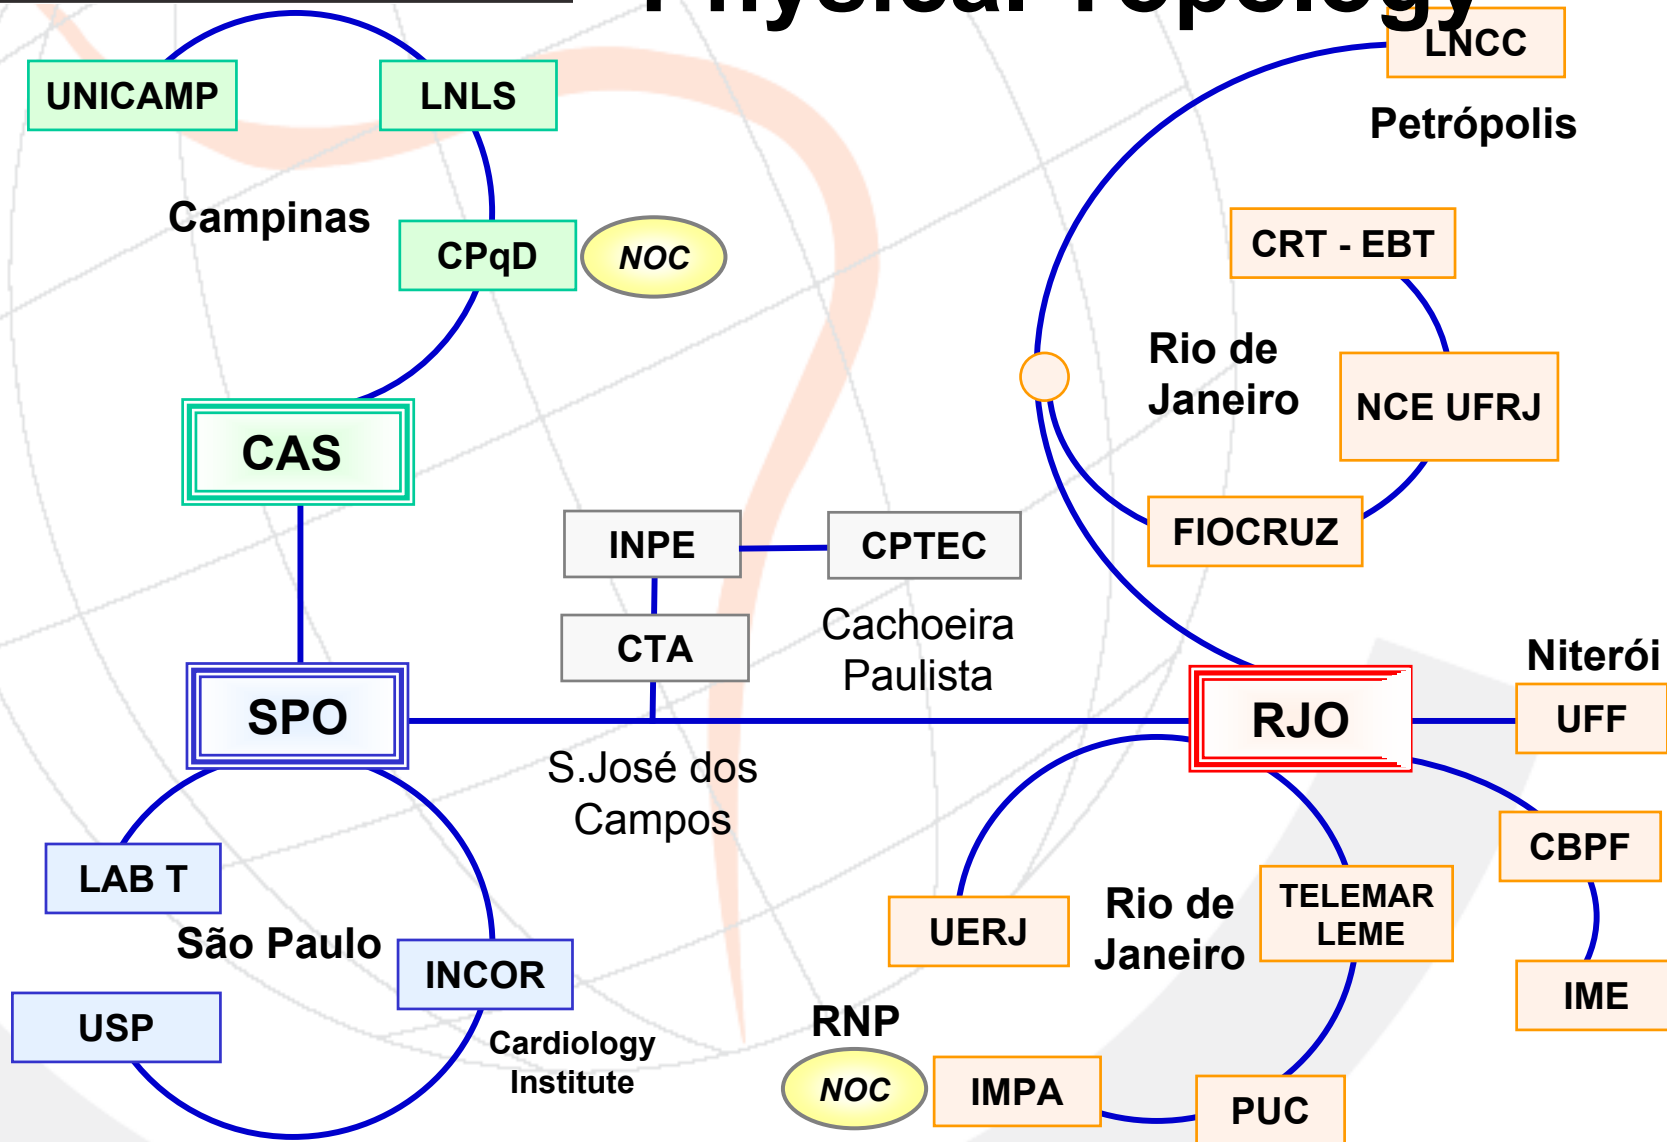 Physical Topology
UNICAMP
LNLS
LNCC
Petrópolis
Campinas
CPqD
NOC
CRT - EBT
Rio de
Janeiro
NCE UFRJ
CAS
FIOCRUZ
INPE
CPTEC
CTA
Cachoeira
Paulista
SPO
RJO
Niterói
UFF
S.José dos
Campos
LAB T
São Paulo
INCOR
USP
Cardiology
Institute
UERJ
Rio de
Janeiro
TELEMAR
LEME
CBPF
IME
RNP
NOC
IMPA
PUC